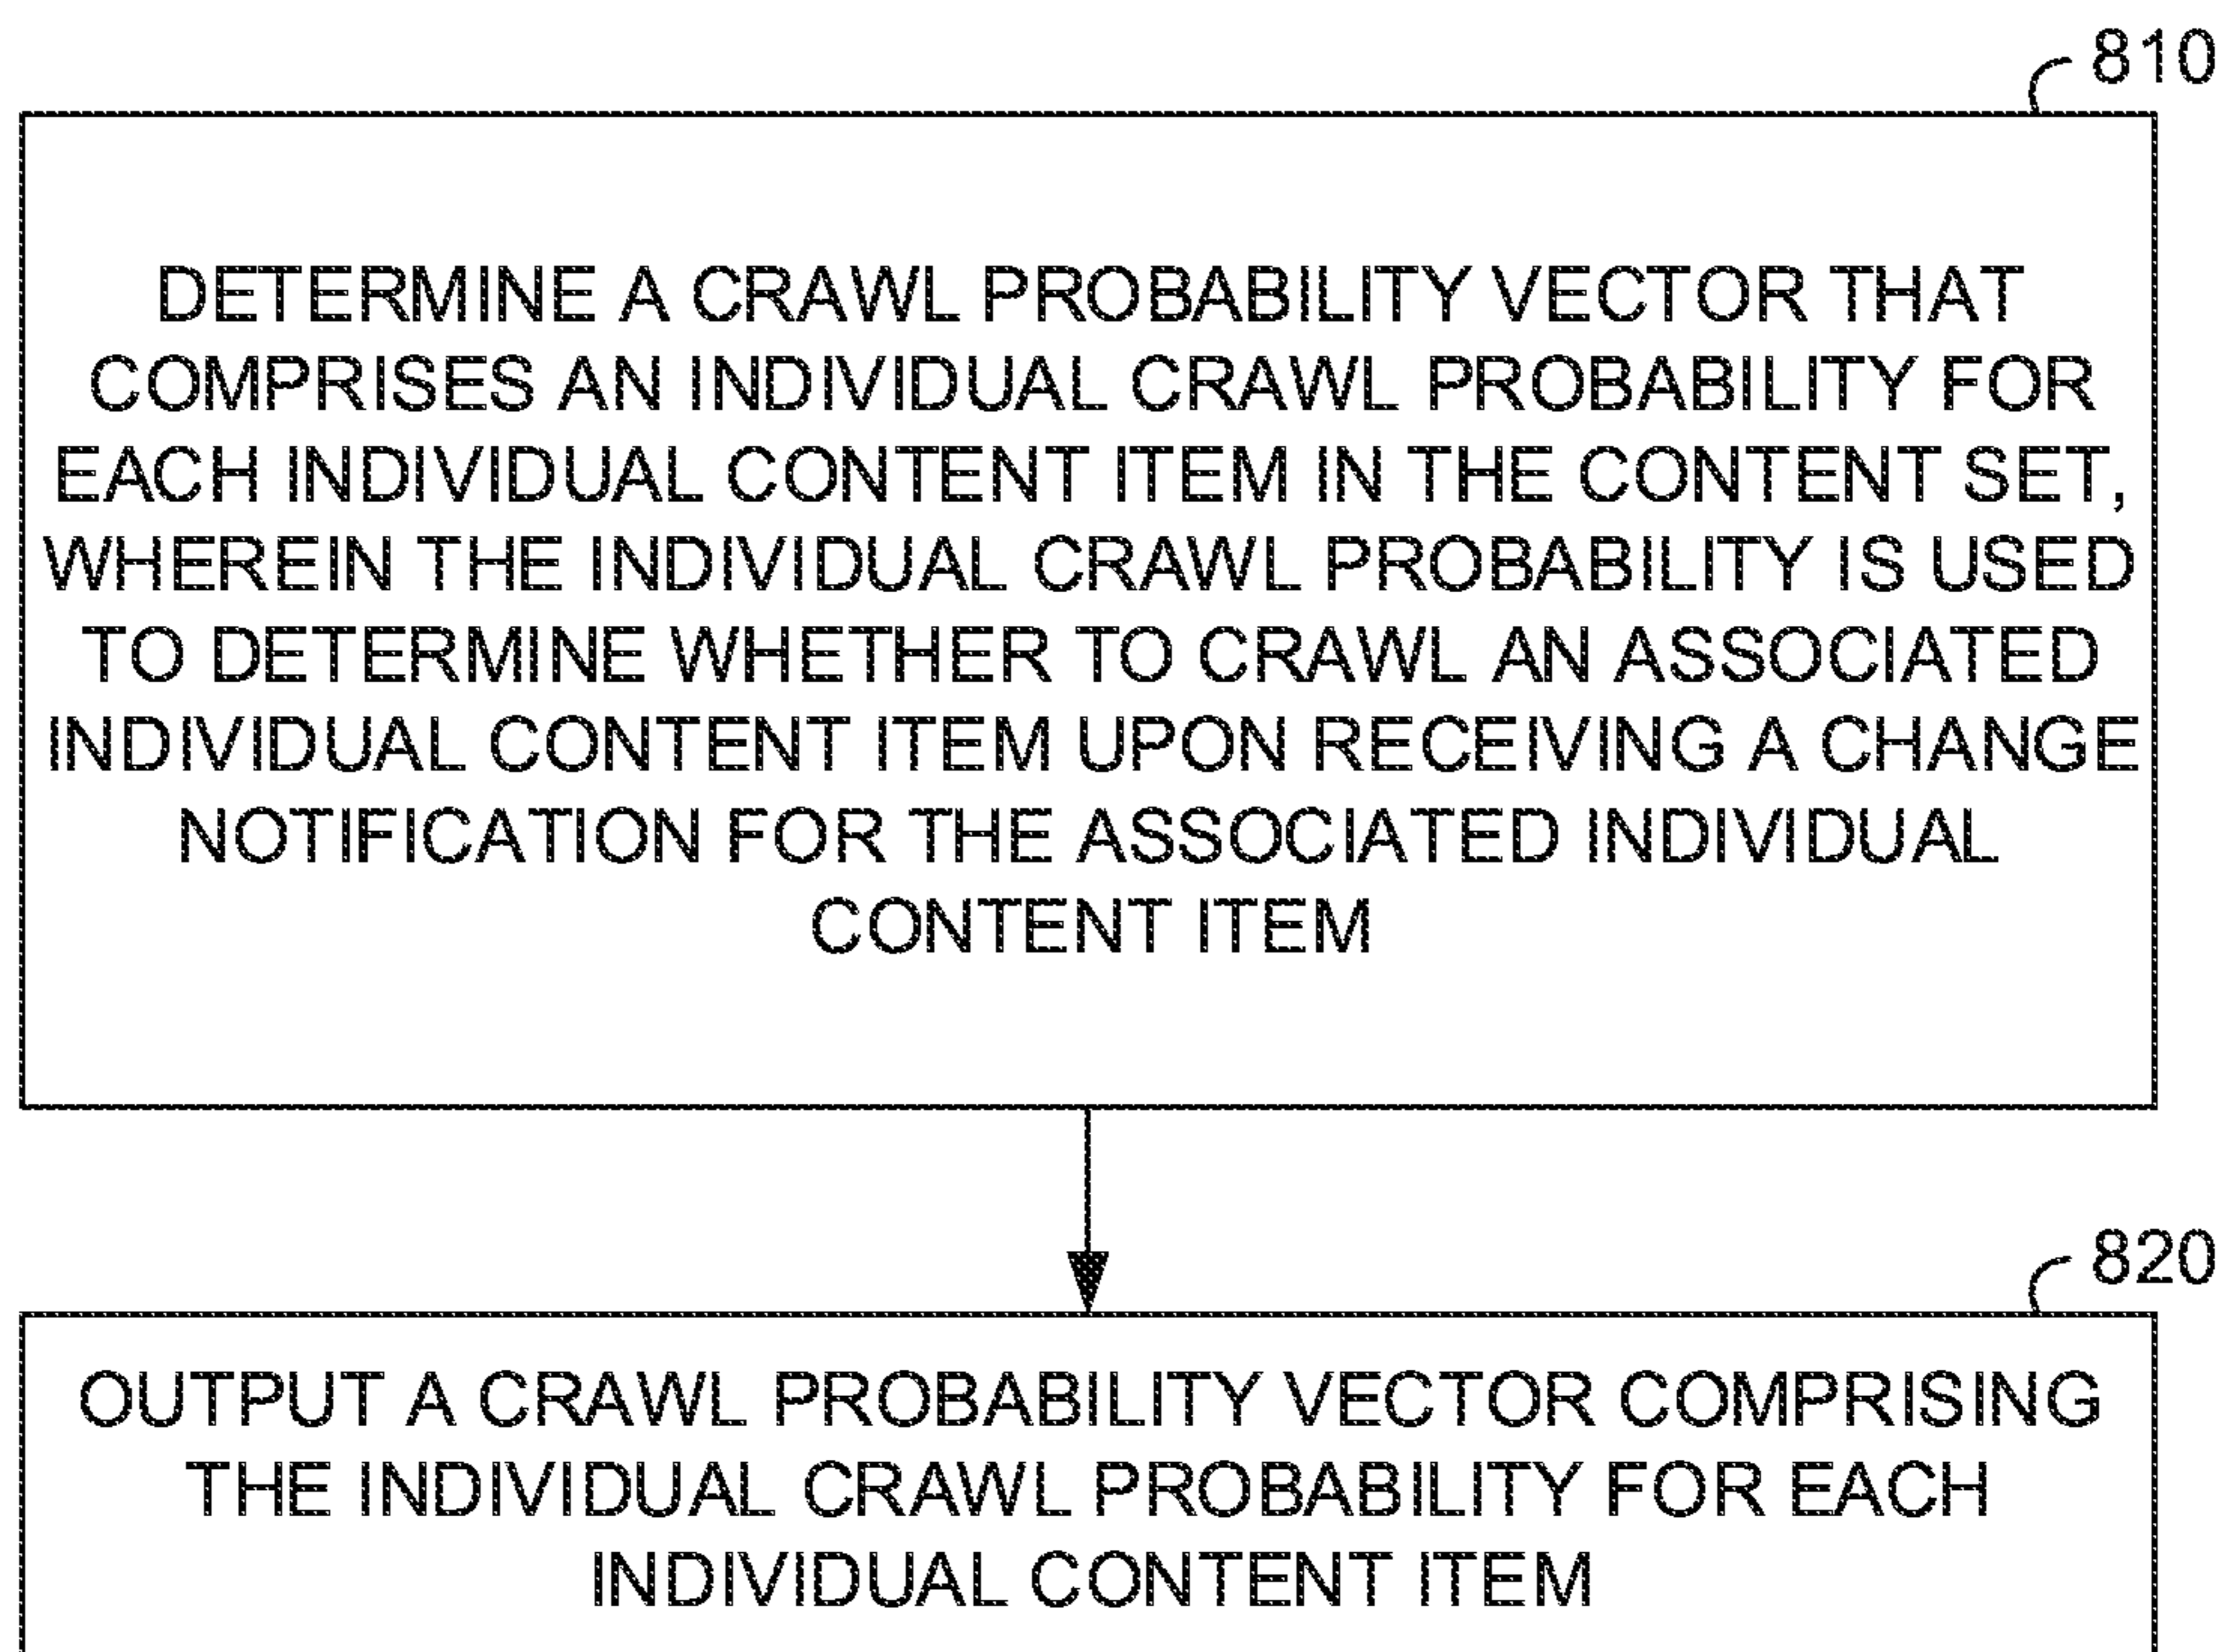 810
DETERMINE A CRAWL PROBABILITY VECTOR THAT
COMPRISES AN INDIVIDUAL CRAWL PROBABILITY FOR
EACH INDIVIDUAL CONTENT ITEM IN THE CONTENT SET,
WHEREIN THE INDIVIDUAL CRAWL PROBABILITY IS USED
TO DETERMINE WHETHER TO CRAWL AN ASSOCIATED
INDIVIDUAL CONTENT ITEM UPON RECEIVING A CHANGE
NOTIFICATION FOR THE ASSOCIATED INDIVIDUAL
CONTENT ITEM
820
OUTPUT A CRAWL PROBABILITY VECTOR COMPRISING
THE INDIVIDUAL CRAWL PROBABILITY FOR EACH
INDIVIDUAL CONTENT ITEM